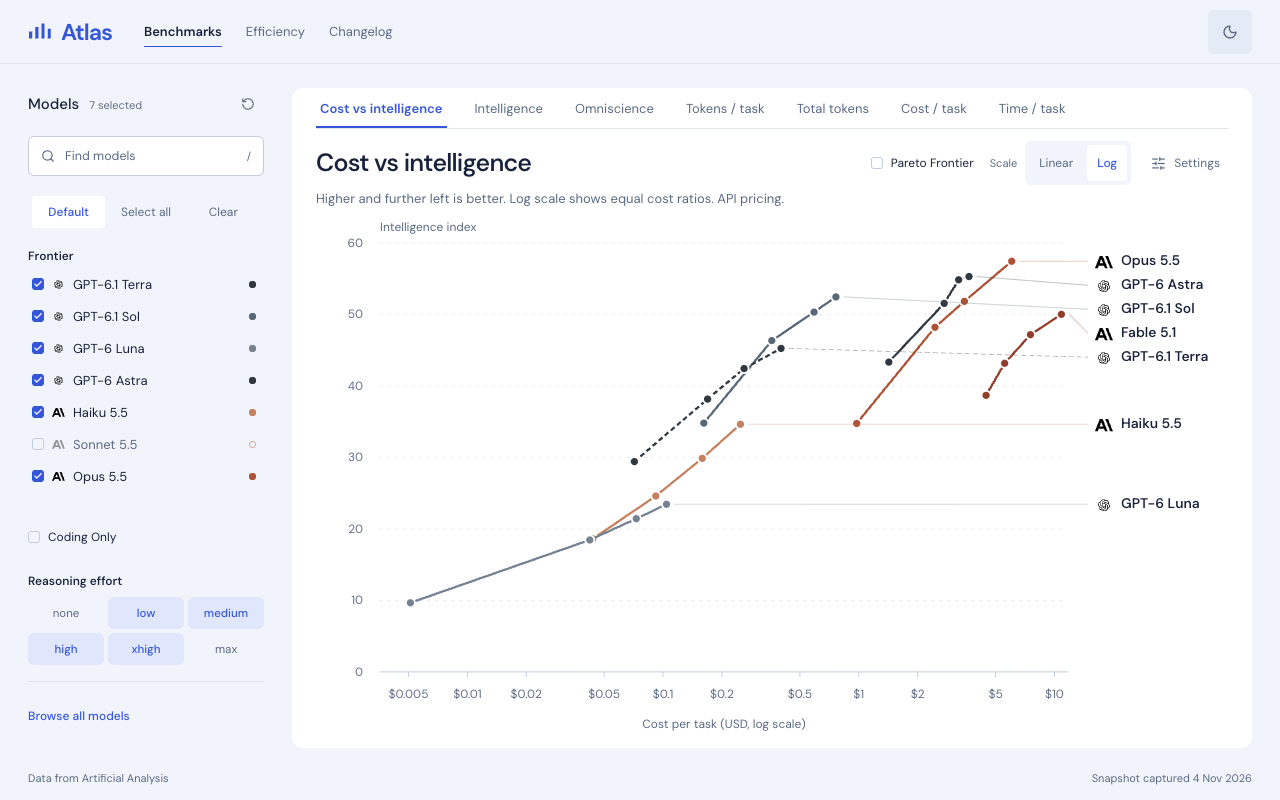 Atlas
Benchmarks
Efficiency
Changelog
Models
7 selected
Find models
/
Default
Select all
Clear
Frontier
GPT-6.1 Terra
GPT-6.1 Sol
GPT-6 Luna
GPT-6 Astra
Haiku 5.5
Sonnet 5.5
Opus 5.5
Coding Only
Reasoning effort
none
low
medium
high
xhigh
max
Browse all models
Cost vs intelligence
Intelligence
Omniscience
Tokens / task
Total tokens
Cost / task
Time / task
Cost vs intelligence
Pareto Frontier
Scale
Linear
Log
Settings
Higher and further left is better. Log scale shows equal cost ratios. API pricing.
Intelligence index
60
50
40
30
20
10
0
Opus 5.5
GPT-6 Astra
GPT-6.1 Sol
Fable 5.1
GPT-6.1 Terra
Haiku 5.5
GPT-6 Luna
$0.005
$0.01
$0.02
$0.05
$0.1
$0.2
$0.5
$1
$2
$5
$10
Cost per task (USD, log scale)
Data from Artificial Analysis
Snapshot captured 4 Nov 2026